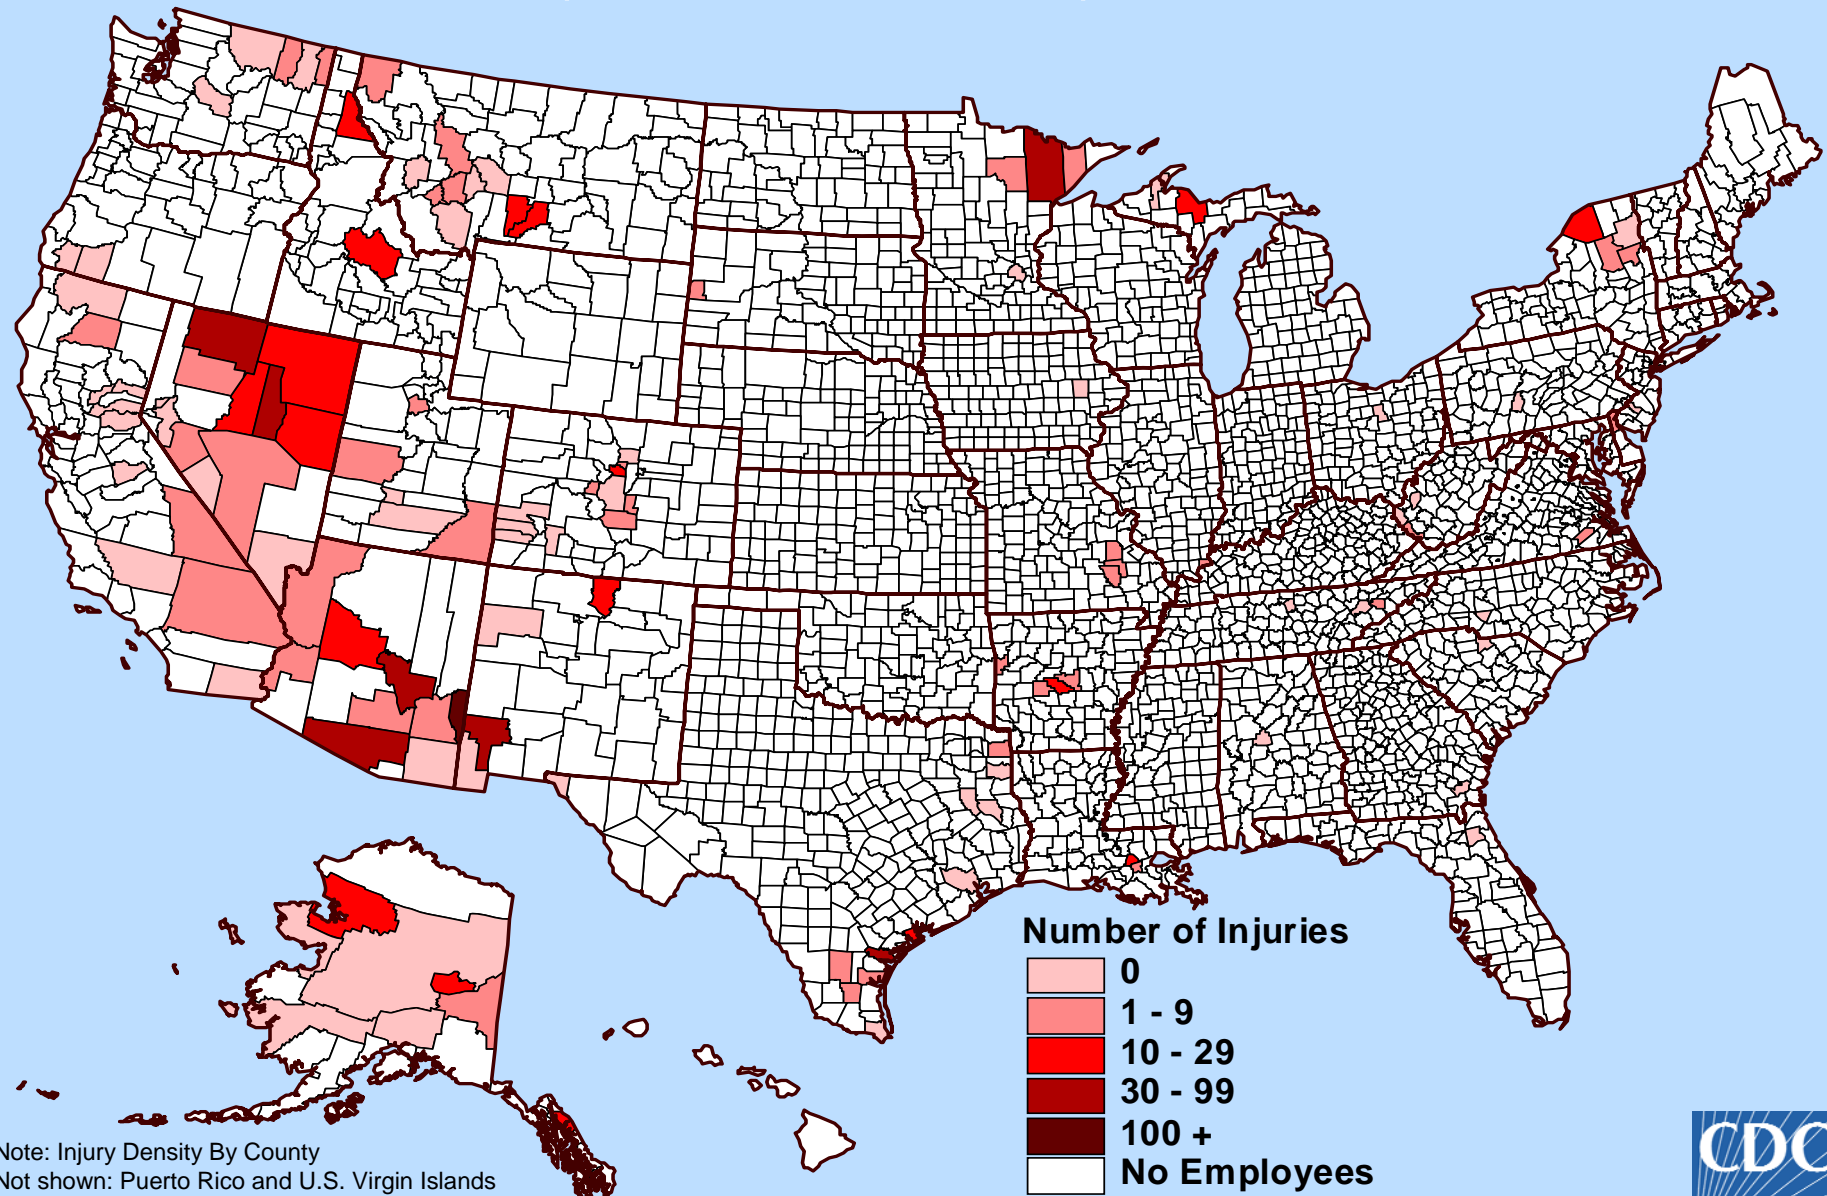 Number of Injuries
0
1 - 9
10 - 29
30 - 99
100 +
No Employees
Note: Injury Density By County
Not shown: Puerto Rico and U.S. Virgin Islands
CDC